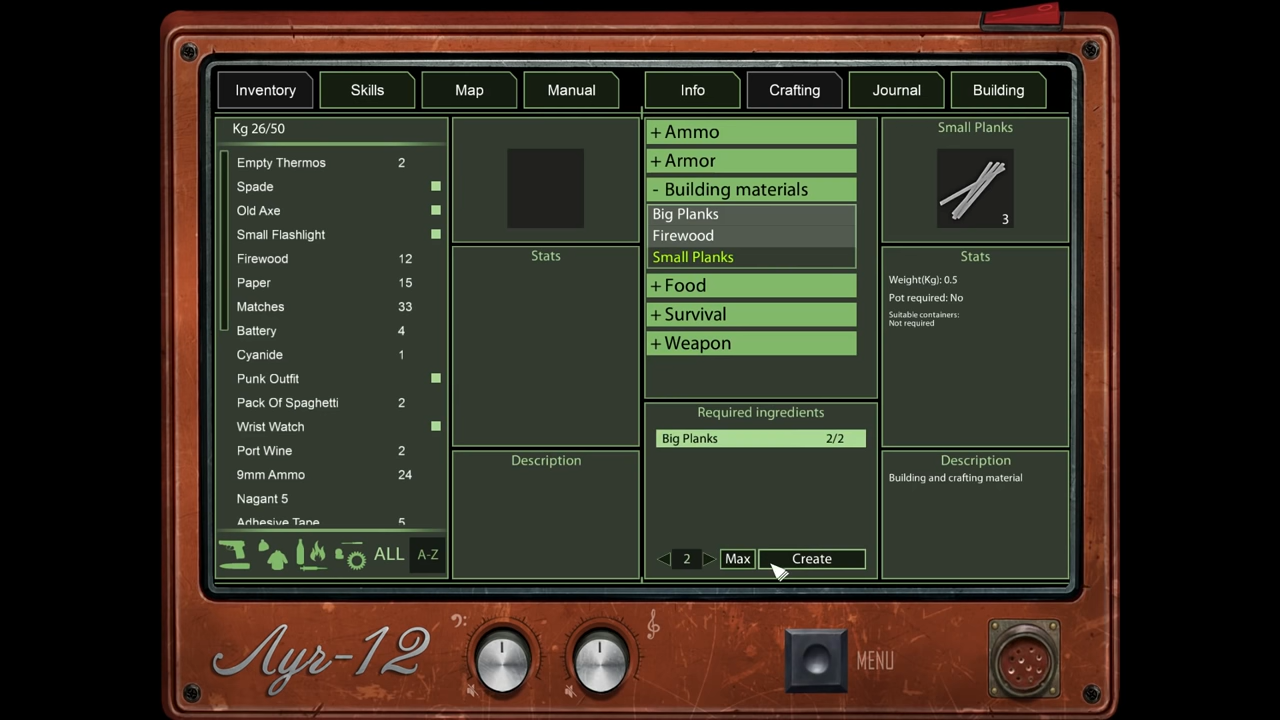 Inventory
Skills
Map
Manual
Info
Crafting
Journal
Building
Kg 26/50
Empty Thermos 2
Spade
Old Axe
Small Flashlight
Firewood 12
Paper 15
Matches 33
Battery 4
Cyanide 1
Punk Outfit
Pack Of Spaghetti 2
Wrist Watch
Port Wine 2
9mm Ammo 24
Nagant 5
Adhesive Tape 5
ALL
A-Z
Stats
Description
+ Ammo
+ Armor
- Building materials
Big Planks
Firewood
Small Planks
+ Food
+ Survival
+ Weapon
Required ingredients
Big Planks 2/2
2
Max
Create
Small Planks
3
Stats
Weight(Kg): 0.5
Pot required: No
Suitable containers:
Not required
Description
Building and crafting material
Луч-12
MENU